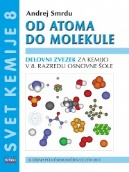 Andrej Smrdu
OD ATOMA
DO MOLEKULE
DELOVNI ZVEZEK ZA KEMIJO
V 8. RAZREDU OSNOVNE ŠOLE
SVET KEMIJE 8